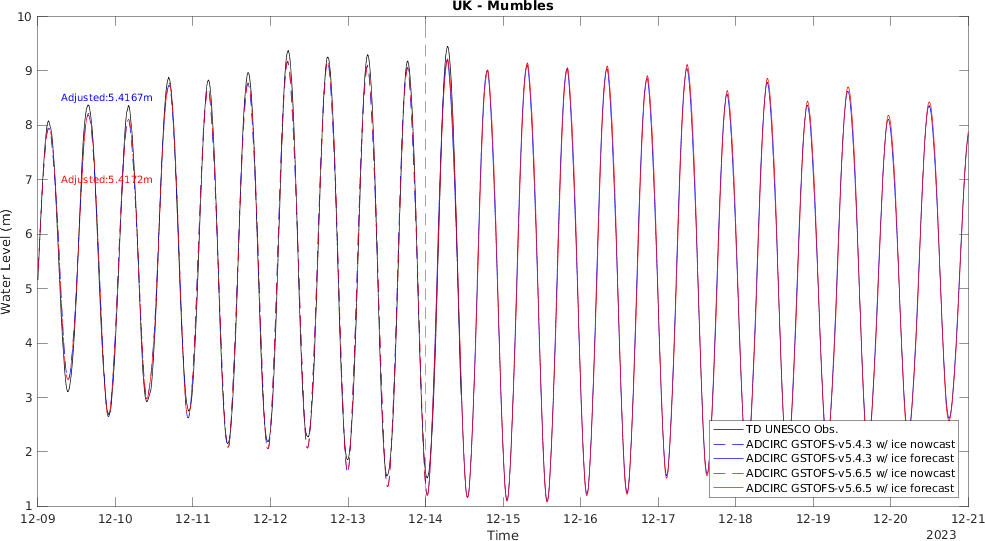 UK - Mumbles
10
9
8
7
6
5
4
3
2
1
Water Level (m)
Adjusted:5.4167m
Adjusted:5.4172m
TD UNESCO Obs.
ADCIRC GSTOFS-v5.4.3 w/ ice nowcast
ADCIRC GSTOFS-v5.4.3 w/ ice forecast
ADCIRC GSTOFS-v5.6.5 w/ ice nowcast
ADCIRC GSTOFS-v5.6.5 w/ ice forecast
12-09 12-10 12-11 12-12 12-13 12-14 12-15 12-16 12-17 12-18 12-19 12-20 12-21
Time
2023